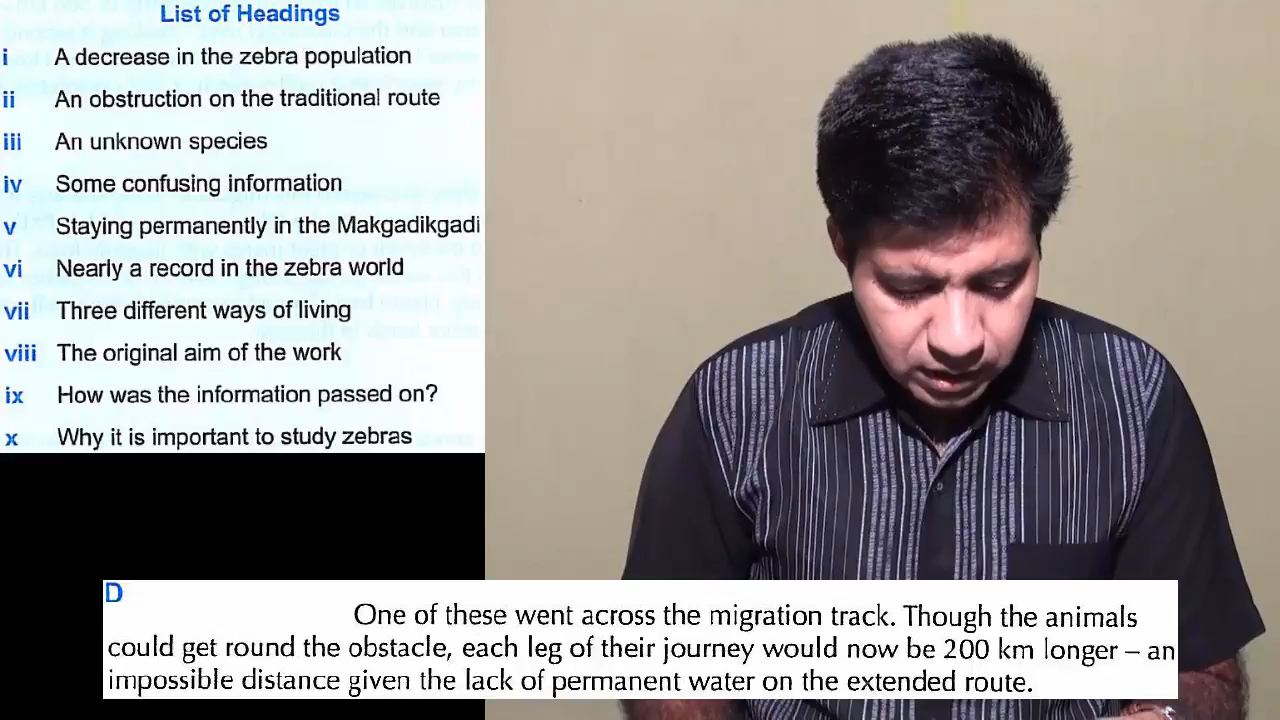 List of Headings
i A decrease in the zebra population
ii An obstruction on the traditional route
iii An unknown species
iv Some confusing information
v Staying permanently in the Makgadikgadi
vi Nearly a record in the zebra world
vii Three different ways of living
viii The original aim of the work
ix How was the information passed on?
x Why it is important to study zebras
D
One of these went across the migration track. Though the animals
could get round the obstacle, each leg of their journey would now be 200 km longer – an
impossible distance given the lack of permanent water on the extended route.